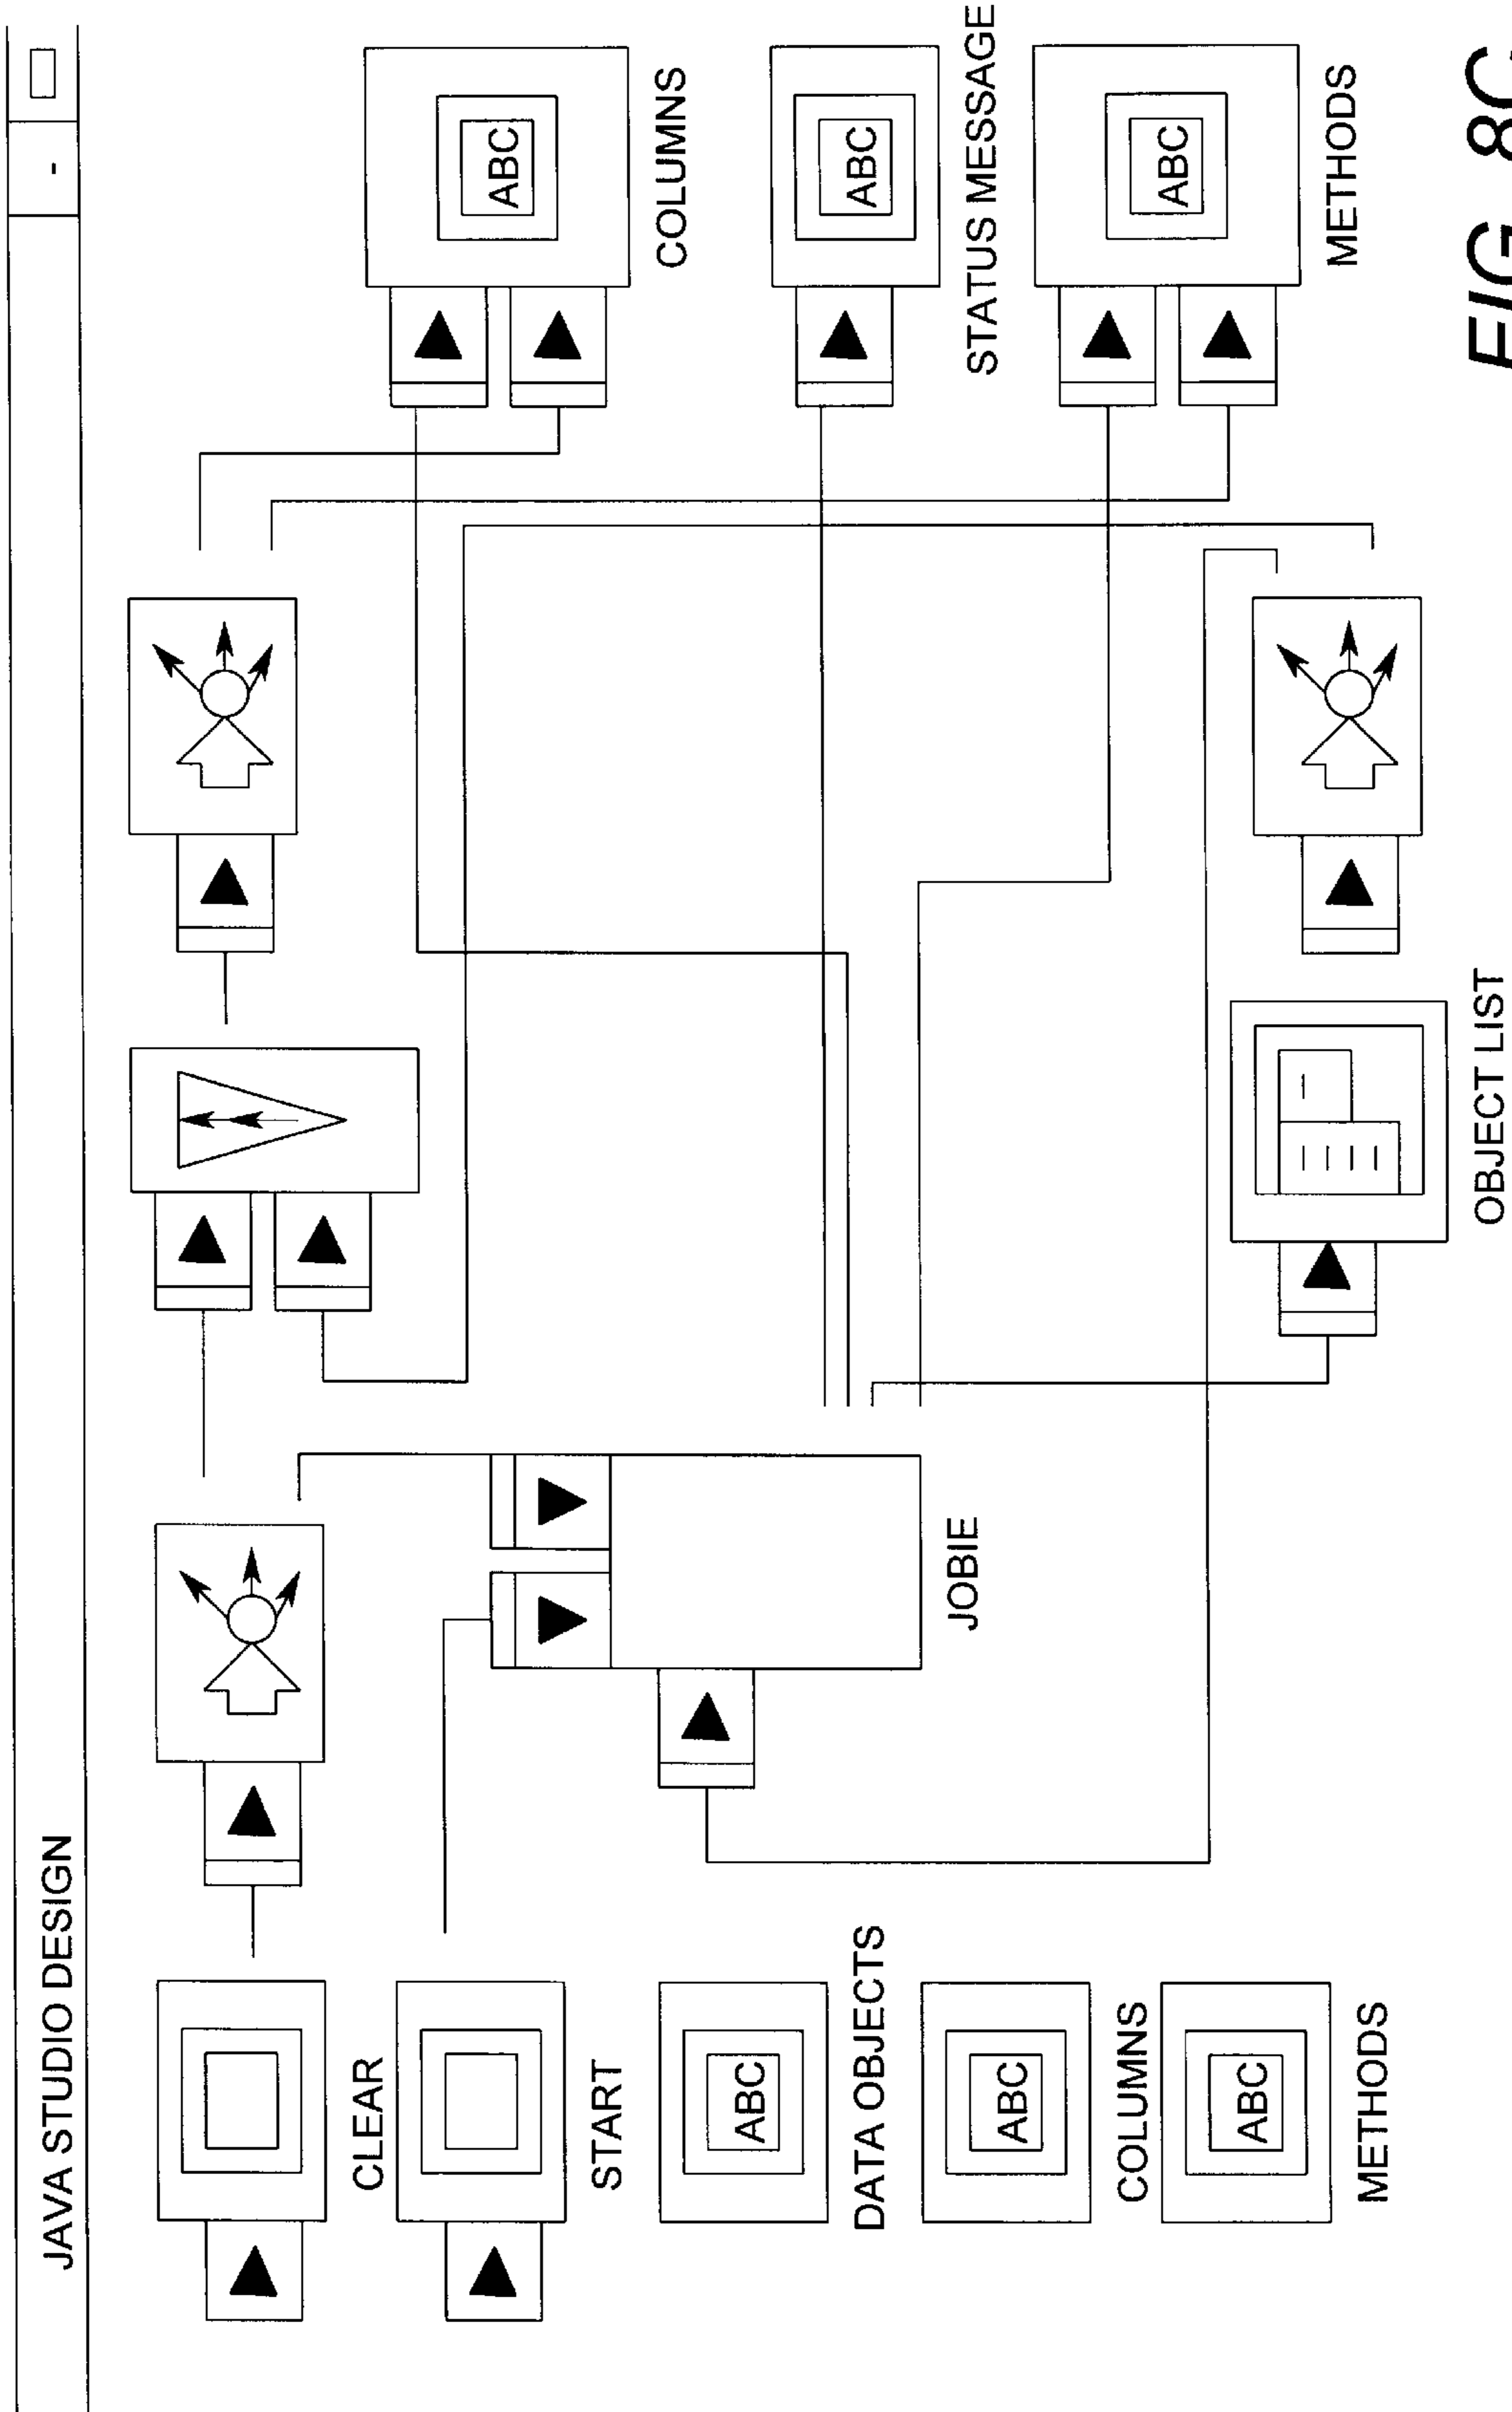 JAVA STUDIO DESIGN
-
CLEAR
ABC
START
COLUMNS
ABC
ABC
DATA OBJECTS
JOBIE
STATUS MESSAGE
ABC
COLUMNS
ABC
ABC
METHODS
METHODS
OBJECT LIST
FIG_8C